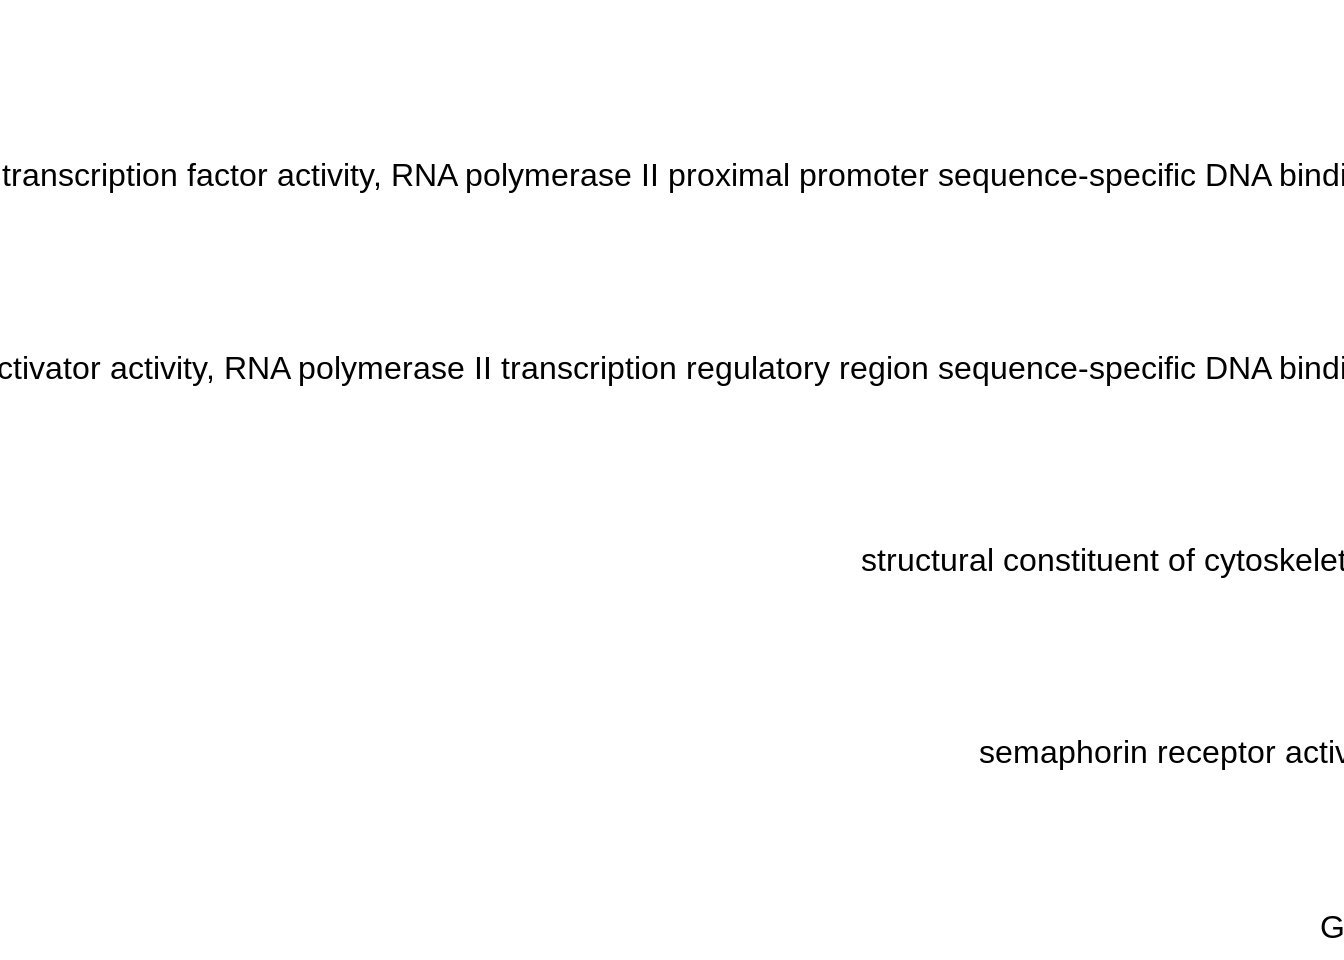 transcription factor activity, RNA polymerase II proximal promoter sequence-specific DNA bindi
ctivator activity, RNA polymerase II transcription regulatory region sequence-specific DNA bindi
structural constituent of cytoskelet
semaphorin receptor activ
G